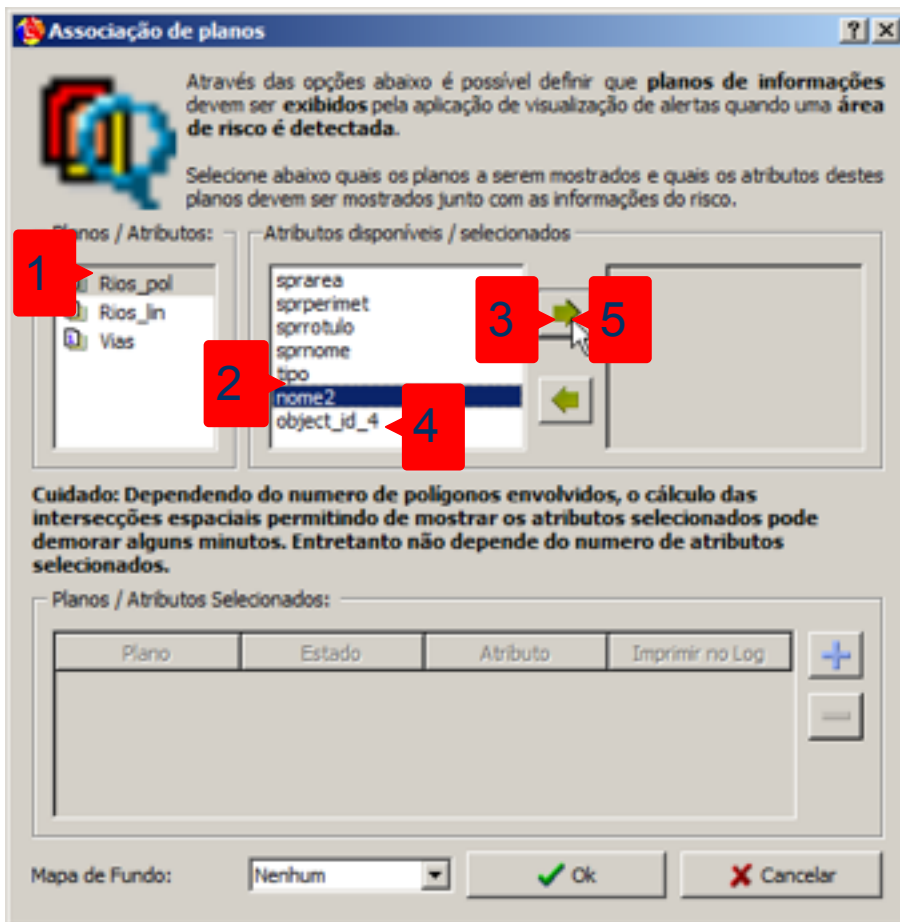 Associação de planos
Através das opções abaixo é possível definir que planos de informações
devem ser exibidos pela aplicação de visualização de alertas quando uma área
de risco é detectada.
Selecione abaixo quais os planos a serem mostrados e quais os atributos destes
planos devem ser mostrados junto com as informações do risco.
Planos / Atributos:
Atributos disponíveis / selecionados
1
Rios_pol
Rios_lin
Vias
sprarea
sprperimet
sprrotulo
sprnome
tipo
nome2
object_id_4
2
3
5
4
Cuidado: Dependendo do numero de polígonos envolvidos, o cálculo das
intersecções espaciais permitindo de mostrar os atributos selecionados pode
demorar alguns minutos. Entretanto não depende do numero de atributos
selecionados.
Planos / Atributos Selecionados:
Plano Estado Atributo Imprimir no Log
Mapa de Fundo: Nenhum Ok Cancelar